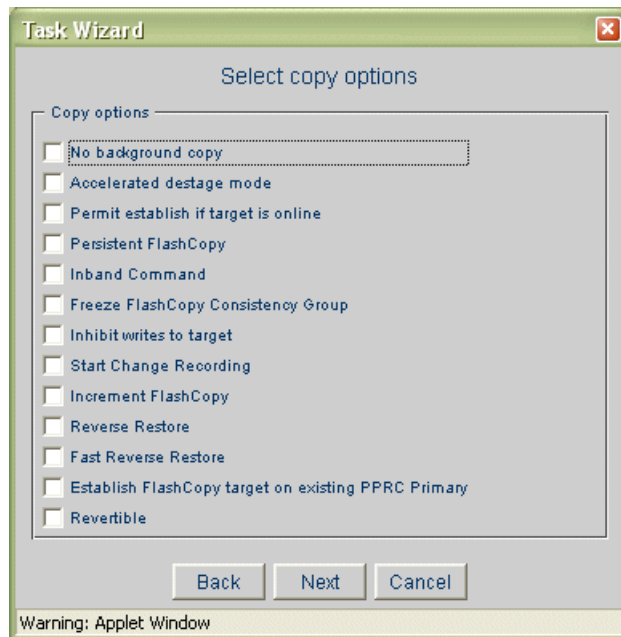 Task Wizard
Select copy options
Copy options
No background copy
Accelerated destage mode
Permit establish if target is online
Persistent FlashCopy
Inband Command
Freeze FlashCopy Consistency Group
Inhibit writes to target
Start Change Recording
Increment FlashCopy
Reverse Restore
Fast Reverse Restore
Establish FlashCopy target on existing PPRC Primary
Revertible
Back Next Cancel
Warning: Applet Window